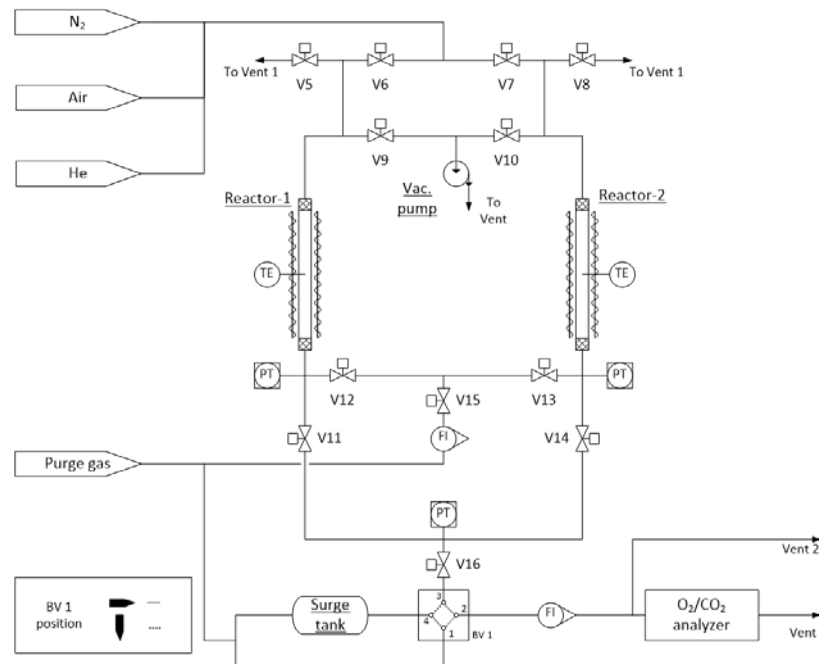 N2
To Vent 1
V5
V6
V7
V8
To Vent 1
Air
V9
V10
He
Reactor-1
Vac.
pump
To
Vent
Reactor-2
TE
TE
PT
PT
V12
V15
V13
V11
FI
V14
Purge gas
PT
Vent 2
V16
BV 1
position
—
....
Surge
tank
3
4
2
1
BV 1
FI
O2/CO2
analyzer
Vent